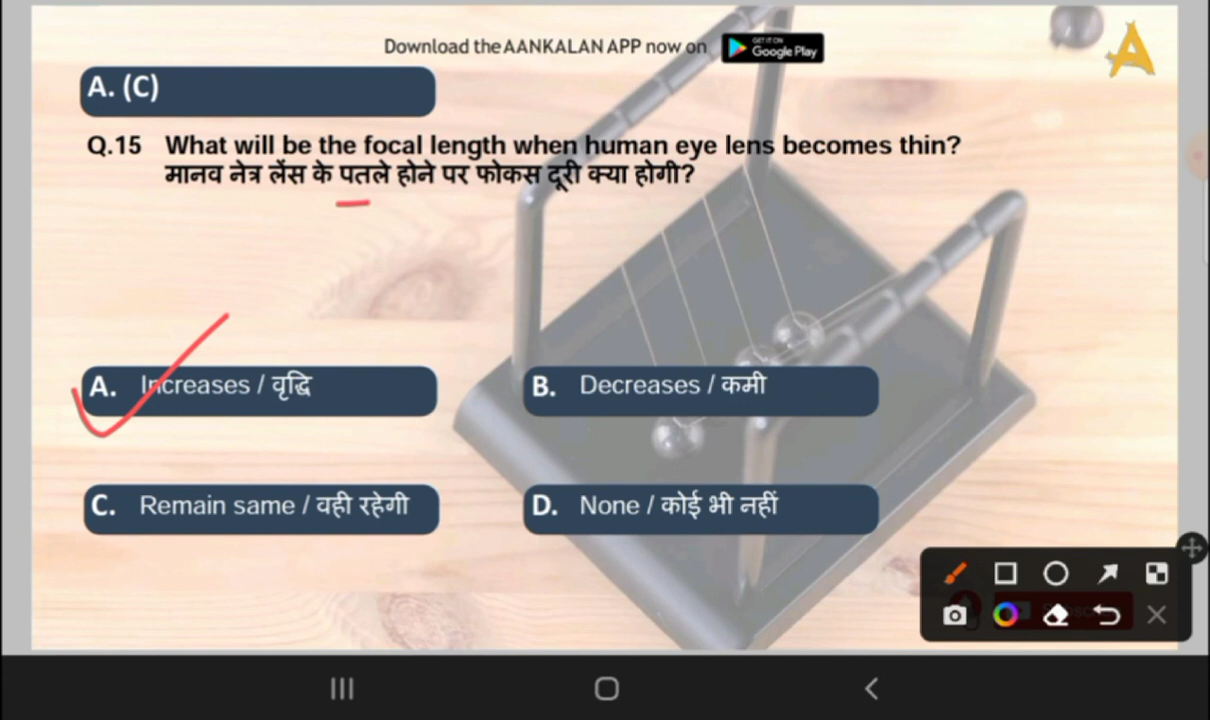 Download the AANKALAN APP now on GET IT ON Google Play
A
A. (C)
Q.15 What will be the focal length when human eye lens becomes thin?
मानव नेत्र लेंस के पतले होने पर फोकस दूरी क्या होगी?
A. Increases / वृद्धि
B. Decreases / कमी
C. Remain same / वही रहेगी
D. None / कोई भी नहीं